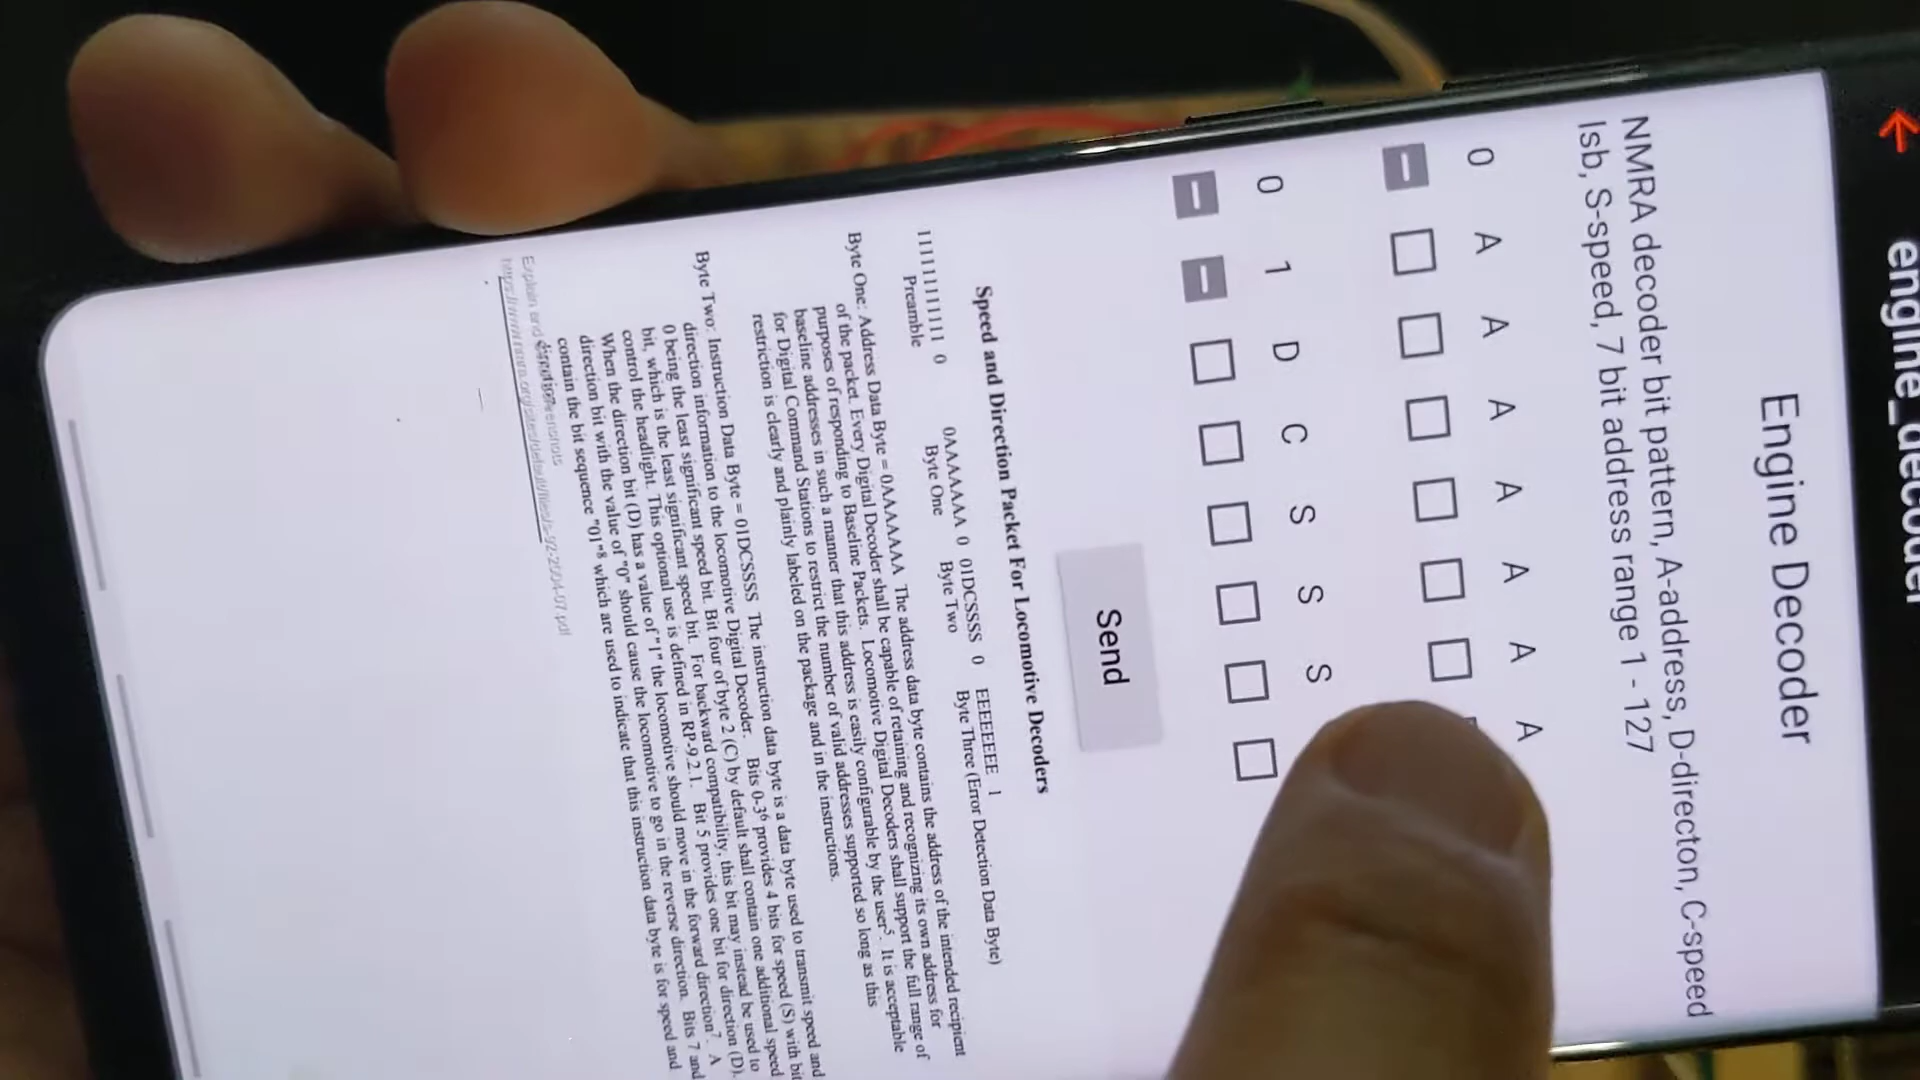 engine_decoder
Engine Decoder
NMRA decoder bit pattern, A-address, D-directon, C-speed
lsb, S-speed, 7 bit address range 1 - 127
0 A A A A A A A
0 1 D C S S S
Send
Speed and Direction Packet For Locomotive Decoders
111111111111 0 0AAAAAAA 0 01DCSSSS 0 EEEEEEEE 1
Preamble Byte One Byte Two Byte Three (Error Detection Data Byte)
Byte One: Address Data Byte = 0AAAAAAA The address data byte contains the address of the intended recipient
of the packet. Every Digital Decoder shall be capable of retaining and recognizing its own address for
purposes of responding to Baseline Packets. Locomotive Digital Decoders shall support the full range of
baseline addresses in such a manner that this address is easily configurable by the user5. It is acceptable
for Digital Command Stations to restrict the number of valid addresses supported so long as this
restriction is clearly and plainly labeled on the package and in the instructions.
Byte Two: Instruction Data Byte = 01DCSSSS The instruction data byte is a data byte used to transmit speed and
direction information to the locomotive Digital Decoder. Bits 0-36 provides 4 bits for speed (S) with bit
0 being the least significant speed bit. Bit four of byte 2 (C) by default shall contain one additional speed
bit, which is the least significant speed bit. For backward compatibility, this bit may instead be used to
control the headlight. This optional use is defined in RP-9.2.1. Bit 5 provides one bit for direction (D).
When the direction bit (D) has a value of "1" the locomotive should move in the forward direction7. A
direction bit with the value of "0" should cause the locomotive to go in the reverse direction. Bits 7 and
contain the bit sequence "01"8 which are used to indicate that this instruction data byte is for speed and
direction
Explain and screenshots